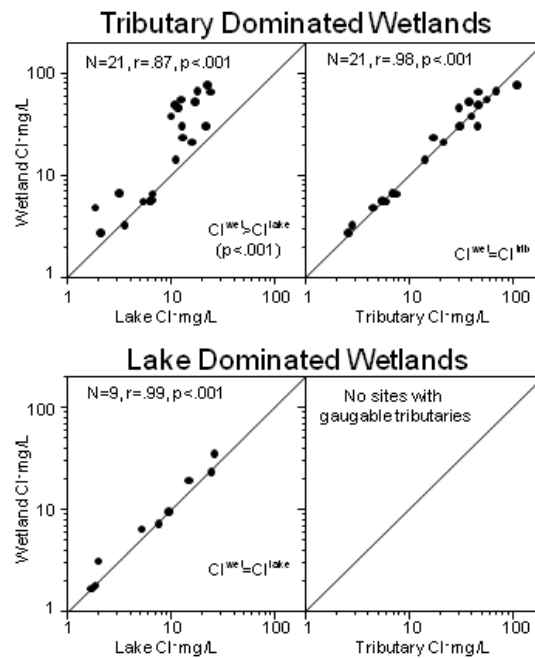 Tributary Dominated Wetlands
N=21, r=.87, p<.001
N=21, r=.98, p<.001
100
10
1
Wetland Cl⁻mg/L
Cl^wet>Cl^lake
(p<.001)
Cl^wet=Cl^trib
1
10
100
1
10
100
Lake Cl⁻mg/L
Tributary Cl⁻mg/L
Lake Dominated Wetlands
N=9, r=.99, p<.001
No sites with
gaugable tributaries
100
10
1
Wetland Cl⁻mg/L
Cl^wet=Cl^lake
1
10
100
1
10
100
Lake Cl⁻mg/L
Tributary Cl⁻mg/L